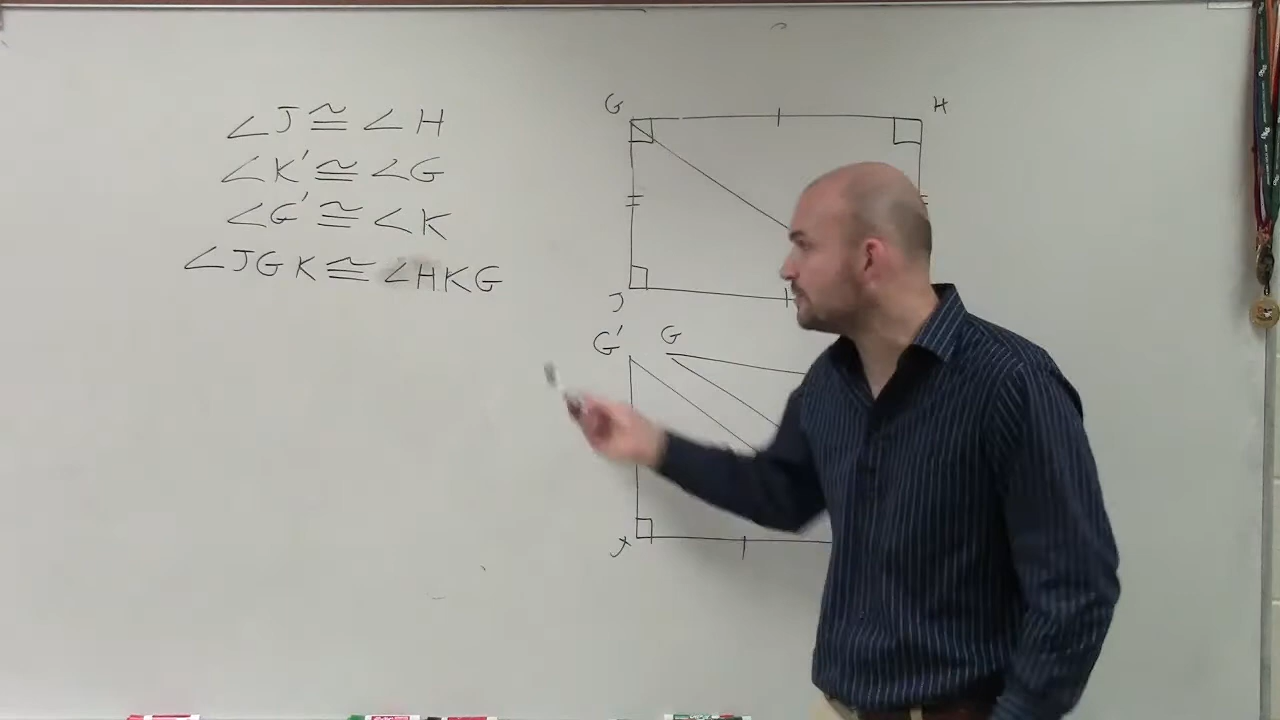 ∠J ≅ ∠H
∠K' ≅ ∠G
∠G' ≅ ∠K
∠JGK ≅ ∠HKG
G H
J
G' G